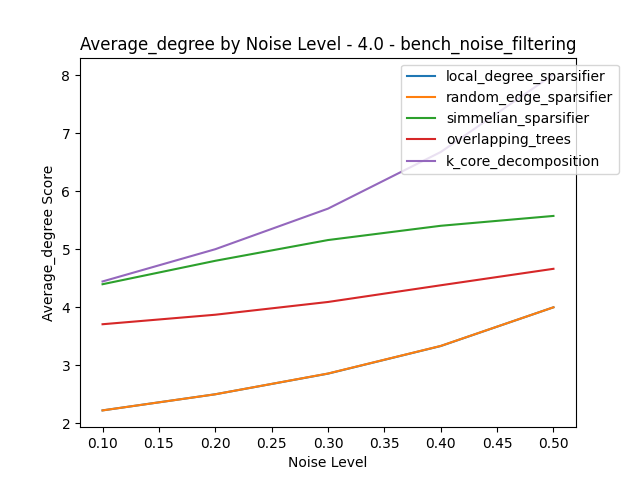 Average_degree by Noise Level - 4.0 - bench_noise_filtering
local_degree_sparsifier
random_edge_sparsifier
simmelian_sparsifier
overlapping_trees
k_core_decomposition
Average_degree Score
8
7
6
5
4
3
2
0.10 0.15 0.20 0.25 0.30 0.35 0.40 0.45 0.50
Noise Level